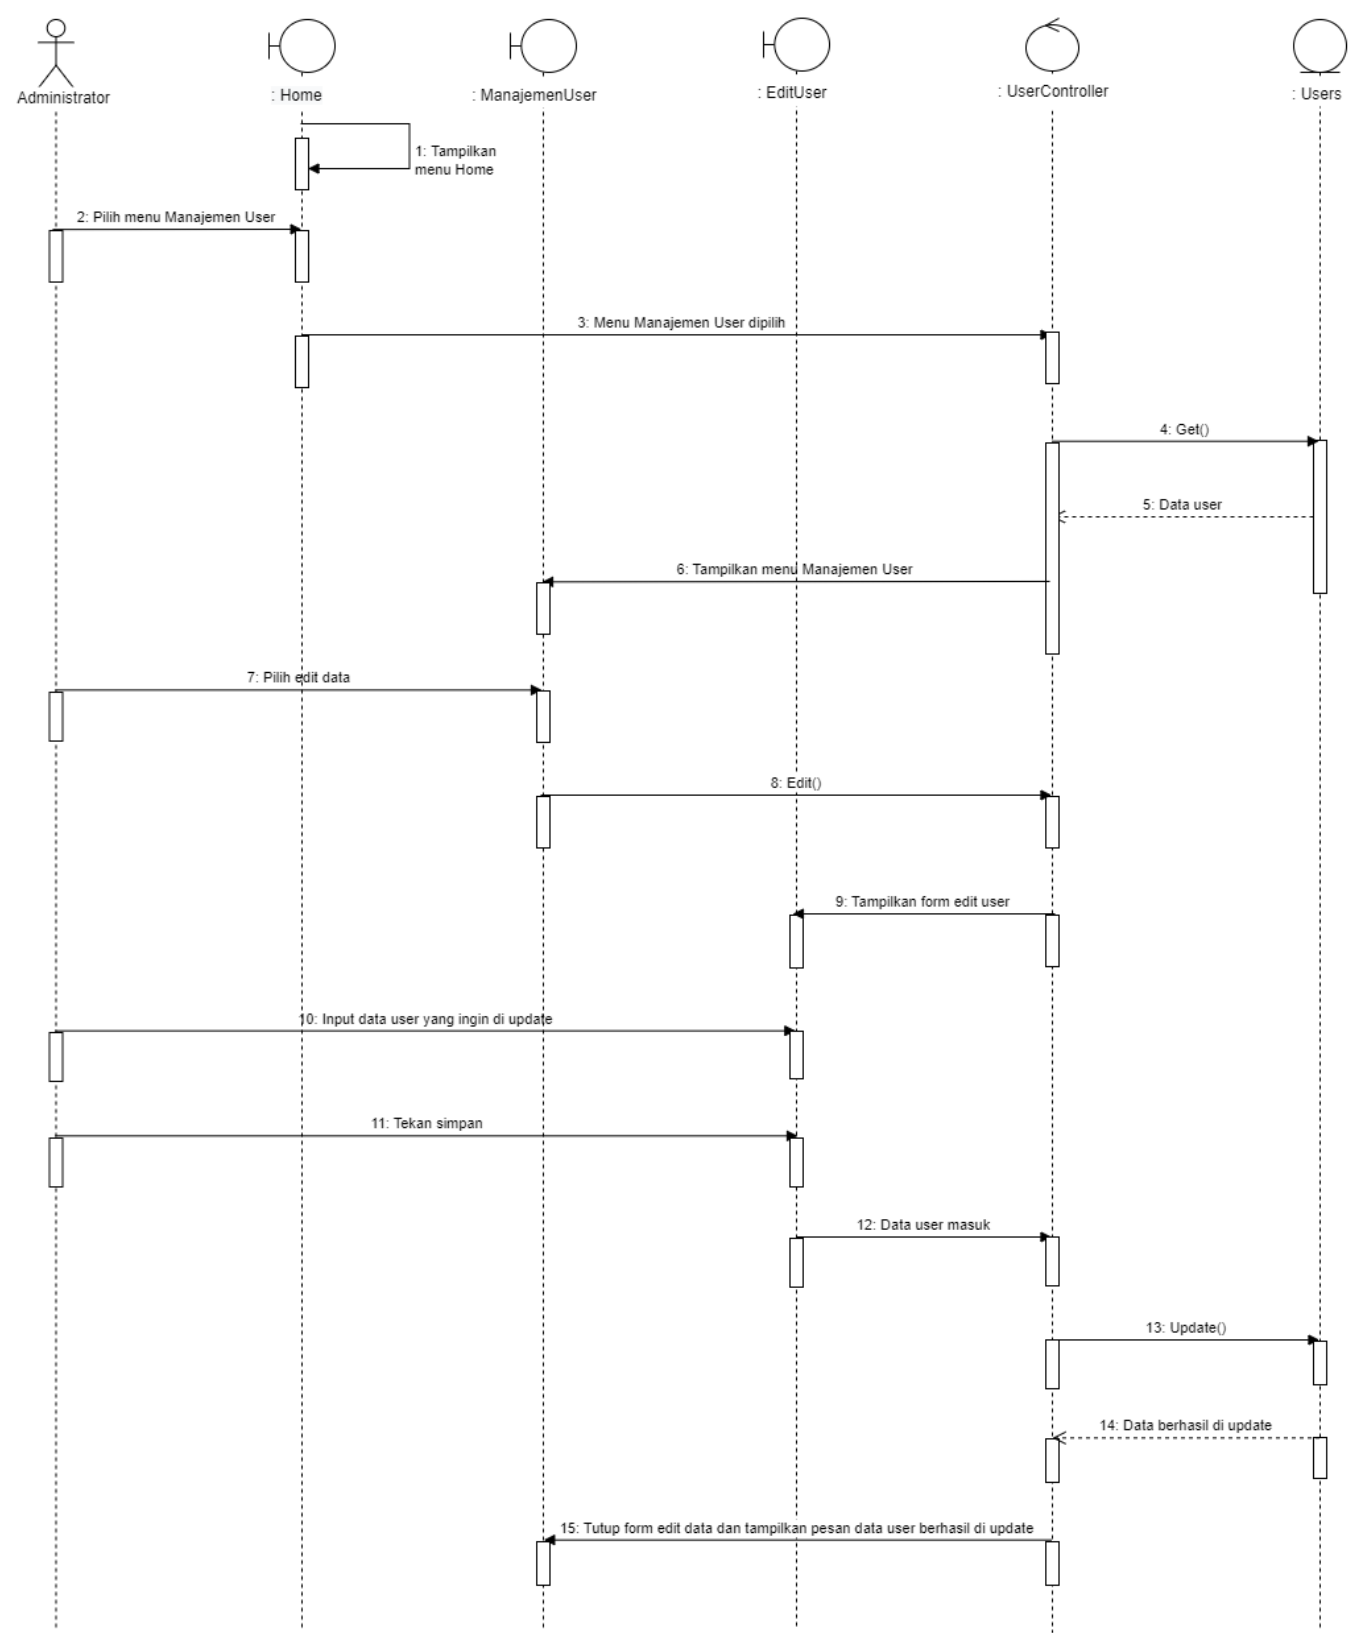 Administrator
: Home
: ManajemenUser
: EditUser
: UserController
: Users
1: Tampilkan
menu Home
2: Pilih menu Manajemen User
3: Menu Manajemen User dipilih
4: Get()
5: Data user
6: Tampilkan menu Manajemen User
7: Pilih edit data
8: Edit()
9: Tampilkan form edit user
10: Input data user yang ingin di update
11: Tekan simpan
12: Data user masuk
13: Update()
14: Data berhasil di update
15: Tutup form edit data dan tampilkan pesan data user berhasil di update